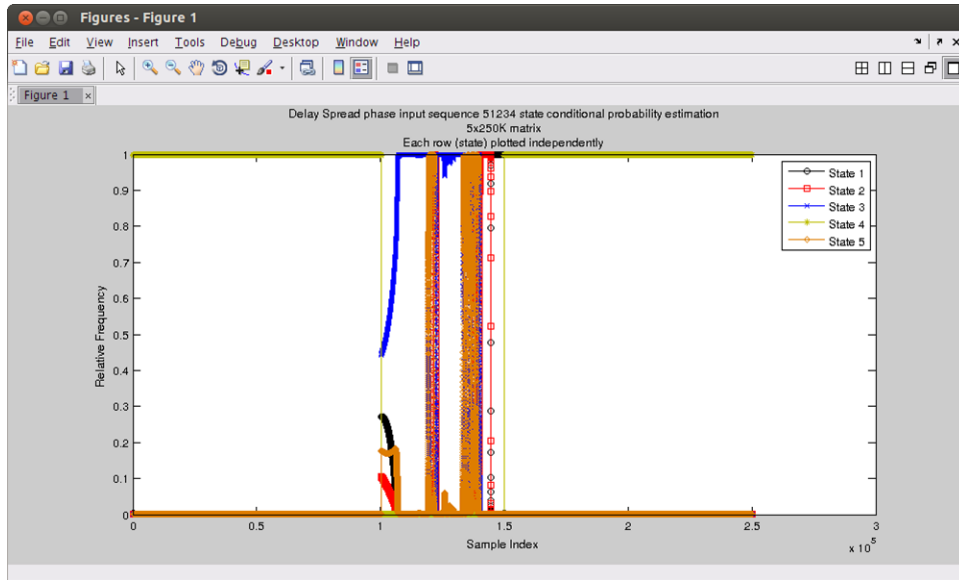 Figures - Figure 1
File Edit View Insert Tools Debug Desktop Window Help
Figure 1
Delay Spread phase input sequence 51234 state conditional probability estimation
5x250K matrix
Each row (state) plotted independently
1
0.9
0.8
0.7
0.6
0.5
0.4
0.3
0.2
0.1
0
Relative Frequency
State 1
State 2
State 3
State 4
State 5
0 0.5 1 1.5 2 2.5 3
Sample Index
x 10^5